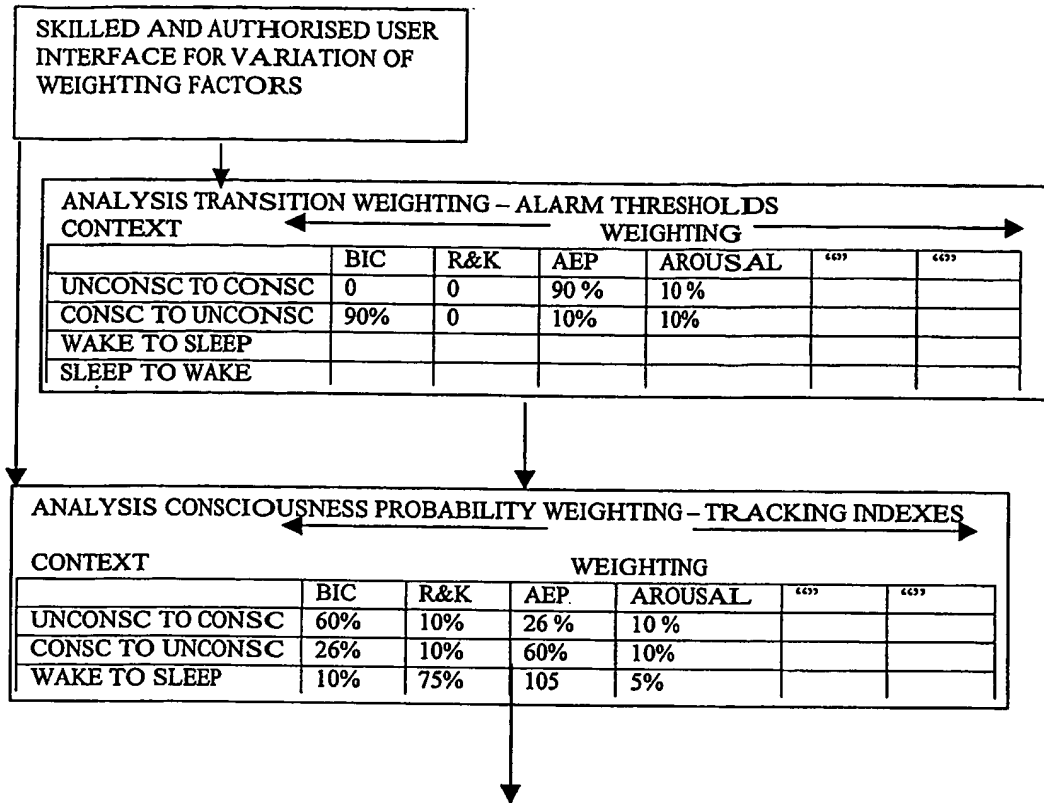 SKILLED AND AUTHORISED USER
INTERFACE FOR VARIATION OF
WEIGHTING FACTORS
ANALYSIS TRANSITION WEIGHTING – ALARM THRESHOLDS
CONTEXT WEIGHTING
BIC R&K AEP AROUSAL “” “”
UNCONSC TO CONSC 0 0 90 % 10 %
CONSC TO UNCONSC 90% 0 10% 10%
WAKE TO SLEEP
SLEEP TO WAKE
ANALYSIS CONSCIOUSNESS PROBABILITY WEIGHTING – TRACKING INDEXES
CONTEXT WEIGHTING
BIC R&K AEP. AROUSAL “” “”
UNCONSC TO CONSC 60% 10% 26 % 10 %
CONSC TO UNCONSC 26% 10% 60% 10%
WAKE TO SLEEP 10% 75% 105 5%